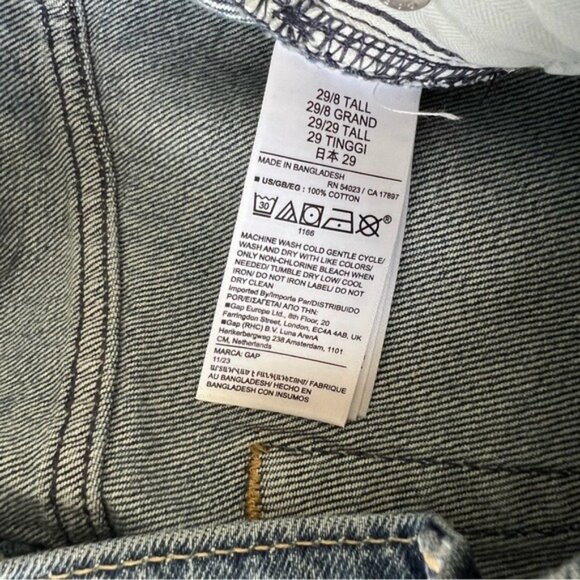 29/8 TALL
29/8 GRAND
29/29 TALL
29 TINGGI
日本 29
MADE IN BANGLADESH
RN 54023 / CA 17897
■ US/GB/EG : 100% COTTON
30
1166
MACHINE WASH COLD GENTLE CYCLE/
WASH AND DRY WITH LIKE COLORS/
ONLY NON-CHLORINE BLEACH WHEN
NEEDED/ TUMBLE DRY LOW/ COOL
IRON/ DO NOT IRON LABEL/ DO NOT
DRY CLEAN
Imported By/Importe Par/DISTRIBUÍDO
POR/ΕΙΣΑΓΕΤΑΙ ΑΠΟ ΤΗΝ:
■Gap Europe Ltd., 8th Floor, 20
Farringdon Street, London, EC4A 4AB, UK
■Gap (RHC) B.V. Luna ArenA
Herikerbergweg 238 Amsterdam, 1101
CM, Netherlands
MARCA: GAP
11/23
FABRIQUE
AU BANGLADESH/ HECHO EN
BANGLADESH CON INSUMOS